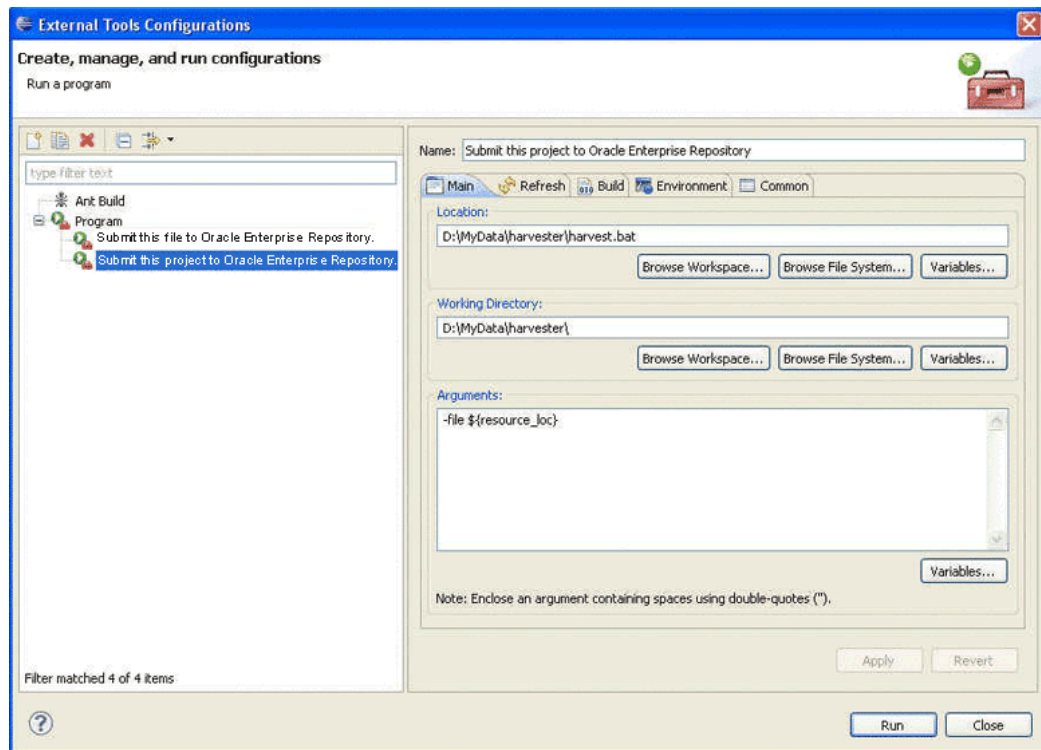 External Tools Configurations
Create, manage, and run configurations
Run a program
type filter text
Ant Build
Program
Submit this file to Oracle Enterprise Repository.
Submit this project to Oracle Enterprise Repository.
Filter matched 4 of 4 items
Name: Submit this project to Oracle Enterprise Repository
Main Refresh Build Environment Common
Location:
D:\MyData\harvester\harvest.bat
Browse Workspace... Browse File System... Variables...
Working Directory:
D:\MyData\harvester\
Browse Workspace... Browse File System... Variables...
Arguments:
-file ${resource_loc}
Variables...
Note: Enclose an argument containing spaces using double-quotes (").
Apply Revert
Run Close